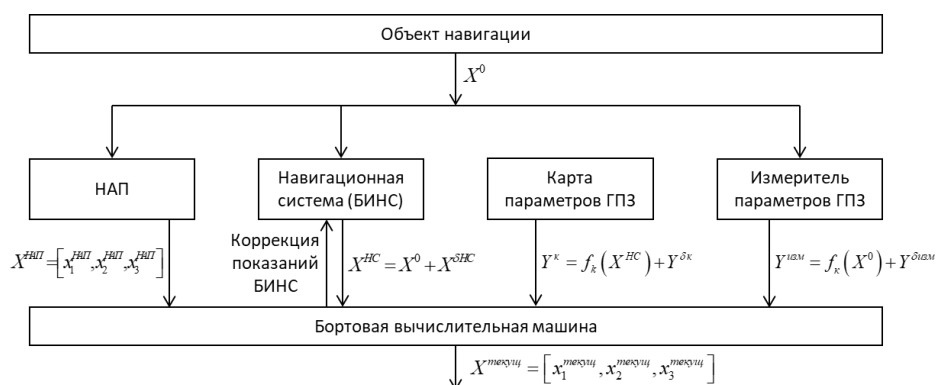 Объект навигации
X⁰
НАП
Навигационная
система (БИНС)
Карта
параметров ГПЗ
Измеритель
параметров ГПЗ
X^{НАП}=[x_1^{НАП},x_2^{НАП},x_3^{НАП}]
Коррекция
показаний
БИНС
X^{НС} = X^0 + X^{δНС}
Y^к = f_k(X^{НС}) + Y^{δк}
Y^{изм} = f_к(X^0) + Y^{δизм}
Бортовая вычислительная машина
X^{текущ} = [x_1^{текущ}, x_2^{текущ}, x_3^{текущ}]